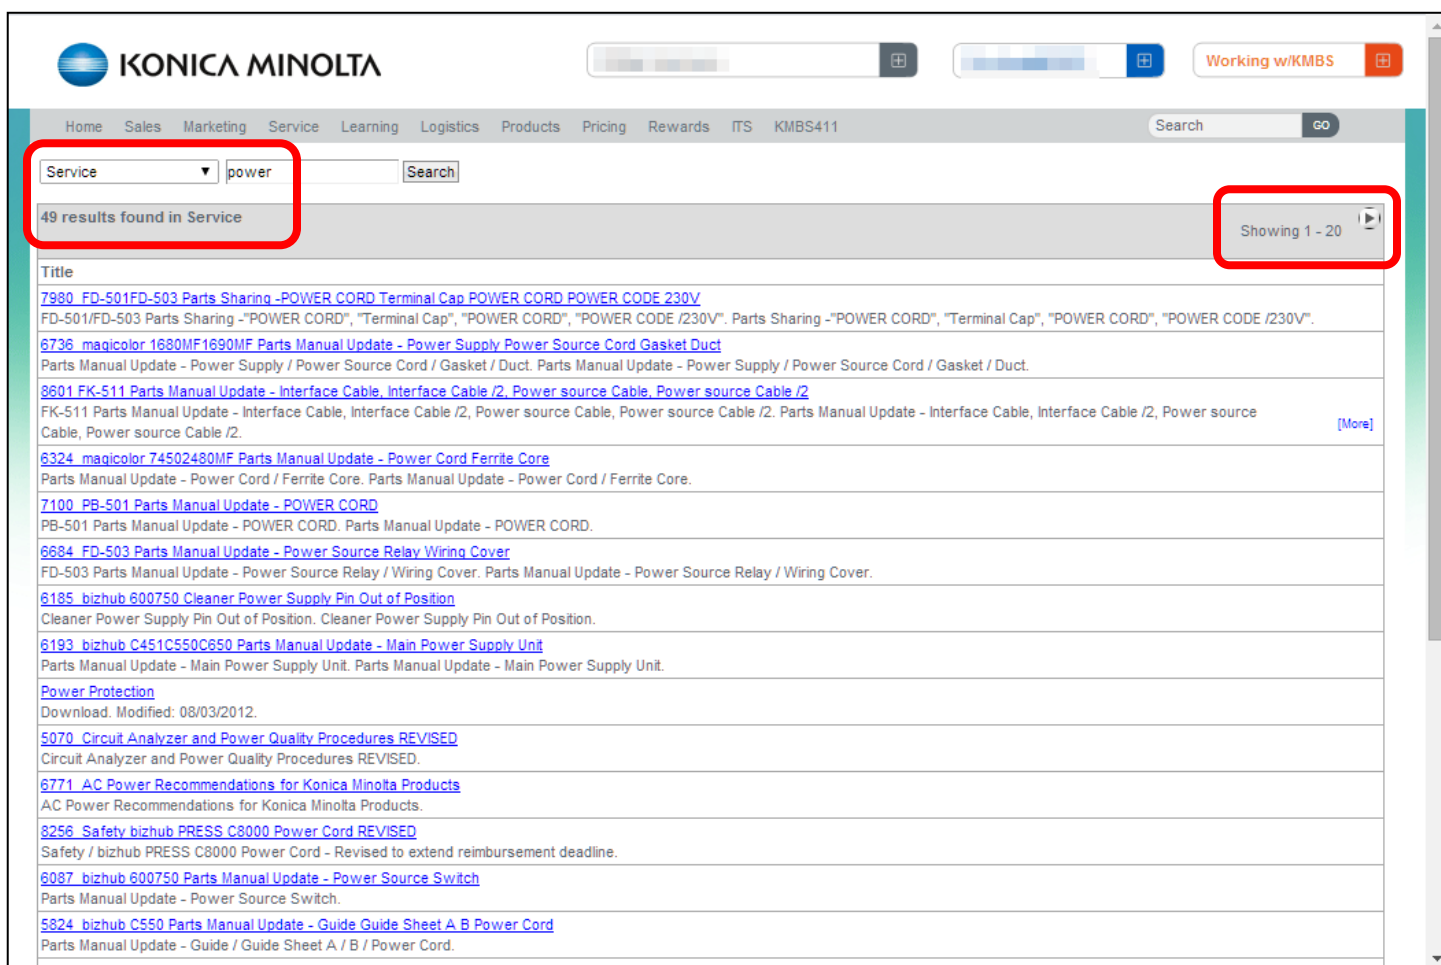 KONICA MINOLTA
Working w/KMBS
Home Sales Marketing Service Learning Logistics Products Pricing Rewards ITS KMBS411 Search GO
Service power Search
49 results found in Service
Showing 1 - 20
Title
7980 FD-501FD-503 Parts Sharing -POWER CORD Terminal Cap POWER CORD POWER CODE 230V
FD-501/FD-503 Parts Sharing -"POWER CORD", "Terminal Cap", "POWER CORD", "POWER CODE /230V". Parts Sharing -"POWER CORD", "Terminal Cap", "POWER CORD", "POWER CODE /230V".
6736 magicolor 1680MF1690MF Parts Manual Update - Power Supply Power Source Cord Gasket Duct
Parts Manual Update - Power Supply / Power Source Cord / Gasket / Duct. Parts Manual Update - Power Supply / Power Source Cord / Gasket / Duct.
8601 FK-511 Parts Manual Update - Interface Cable, Interface Cable /2, Power source Cable, Power source Cable /2
FK-511 Parts Manual Update - Interface Cable, Interface Cable /2, Power source Cable, Power source Cable /2. Parts Manual Update - Interface Cable, Interface Cable /2, Power source
Cable, Power source Cable /2.
[More]
6324 magicolor 74502480MF Parts Manual Update - Power Cord Ferrite Core
Parts Manual Update - Power Cord / Ferrite Core. Parts Manual Update - Power Cord / Ferrite Core.
7100 PB-501 Parts Manual Update - POWER CORD
PB-501 Parts Manual Update - POWER CORD. Parts Manual Update - POWER CORD.
6684 FD-503 Parts Manual Update - Power Source Relay Wiring Cover
FD-503 Parts Manual Update - Power Source Relay / Wiring Cover. Parts Manual Update - Power Source Relay / Wiring Cover.
6185 bizhub 600750 Cleaner Power Supply Pin Out of Position
Cleaner Power Supply Pin Out of Position. Cleaner Power Supply Pin Out of Position.
6193 bizhub C451C550C650 Parts Manual Update - Main Power Supply Unit
Parts Manual Update - Main Power Supply Unit. Parts Manual Update - Main Power Supply Unit.
Power Protection
Download. Modified: 08/03/2012.
5070 Circuit Analyzer and Power Quality Procedures REVISED
Circuit Analyzer and Power Quality Procedures REVISED.
6771 AC Power Recommendations for Konica Minolta Products
AC Power Recommendations for Konica Minolta Products.
8256 Safety bizhub PRESS C8000 Power Cord REVISED
Safety / bizhub PRESS C8000 Power Cord - Revised to extend reimbursement deadline.
6087 bizhub 600750 Parts Manual Update - Power Source Switch
Parts Manual Update - Power Source Switch.
5824 bizhub C550 Parts Manual Update - Guide Guide Sheet A B Power Cord
Parts Manual Update - Guide / Guide Sheet A / B / Power Cord.